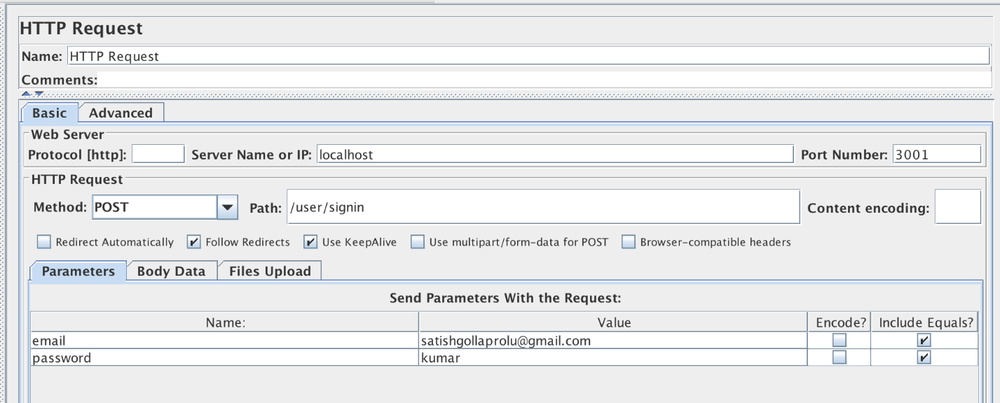 HTTP Request
Name: HTTP Request
Comments:
Basic Advanced
Web Server
Protocol [http]: Server Name or IP: localhost Port Number: 3001
HTTP Request
Method: POST Path: /user/signin Content encoding:
Redirect Automatically Follow Redirects Use KeepAlive Use multipart/form-data for POST Browser-compatible headers
Parameters Body Data Files Upload
Send Parameters With the Request:
Name: Value Encode? Include Equals?
email satishgollaprolu@gmail.com
password kumar